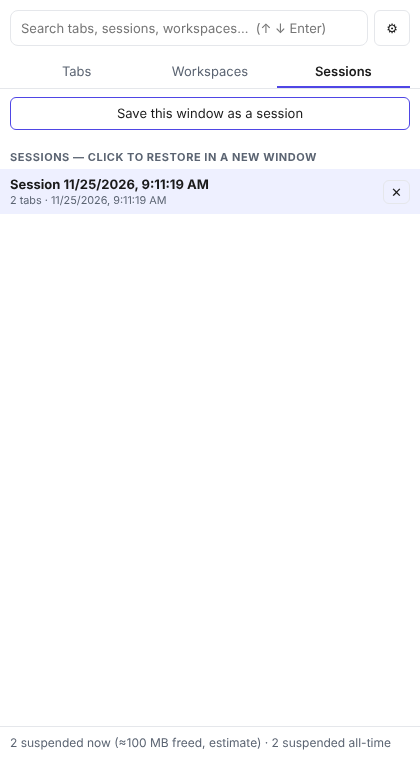 Search tabs, sessions, workspaces... (↑ ↓ Enter)
⚙
Tabs Workspaces Sessions
Save this window as a session
SESSIONS — CLICK TO RESTORE IN A NEW WINDOW
Session 11/25/2026, 9:11:19 AM
2 tabs · 11/25/2026, 9:11:19 AM
✕
2 suspended now (≈100 MB freed, estimate) · 2 suspended all-time